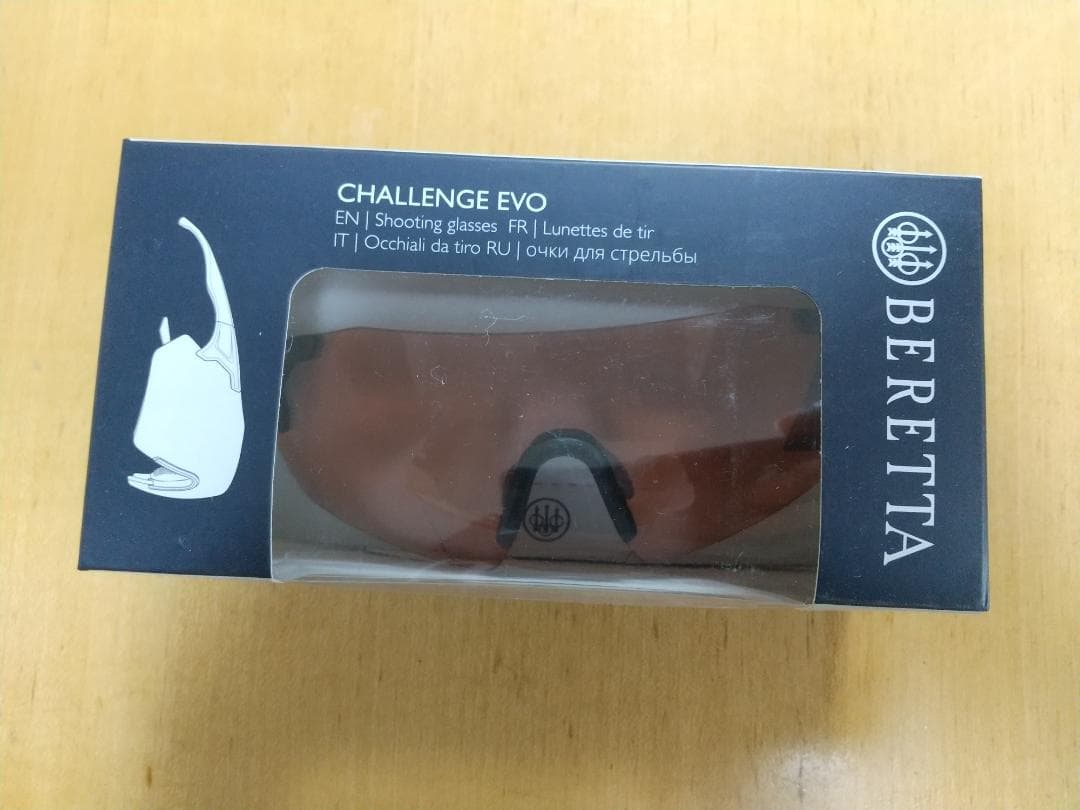 CHALLENGE EVO
EN | Shooting glasses FR | Lunettes de tir
IT | Occhiali da tiro RU | очки для стрельбы
BERETTA